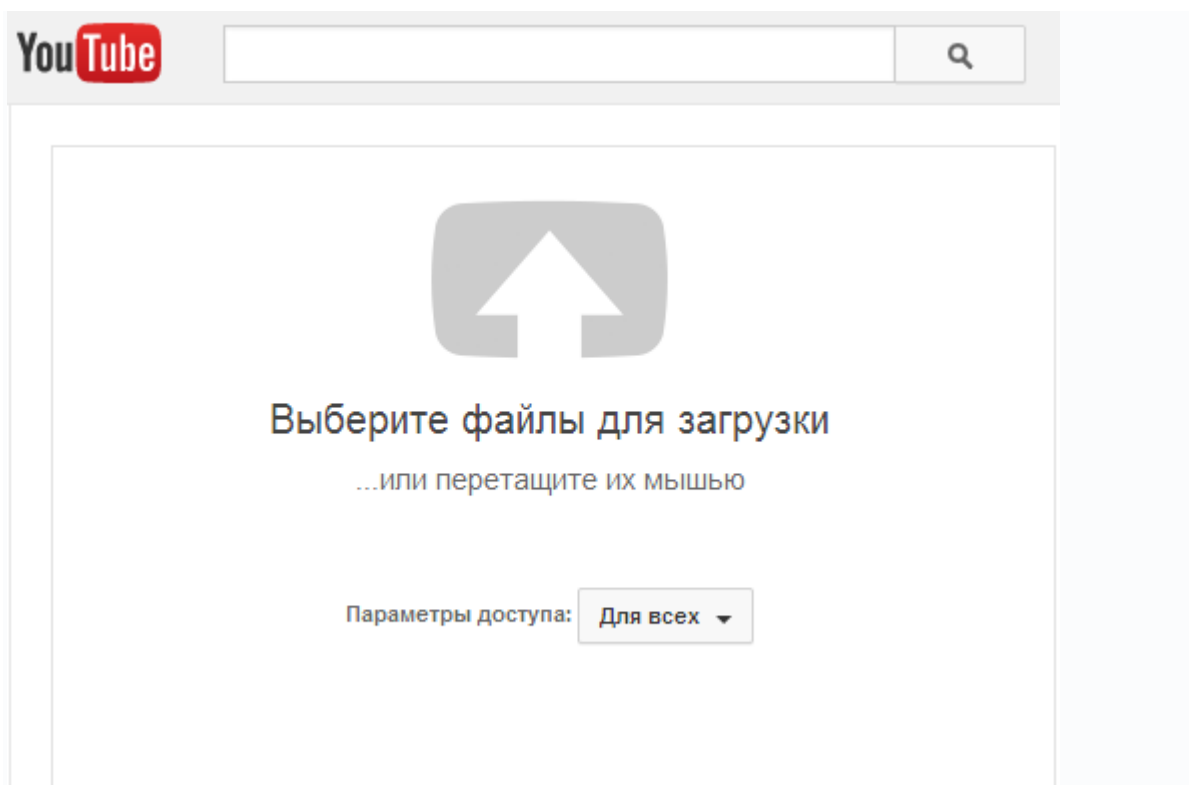 YouTube
Выберите файлы для загрузки
...или перетащите их мышью
Параметры доступа: Для всех